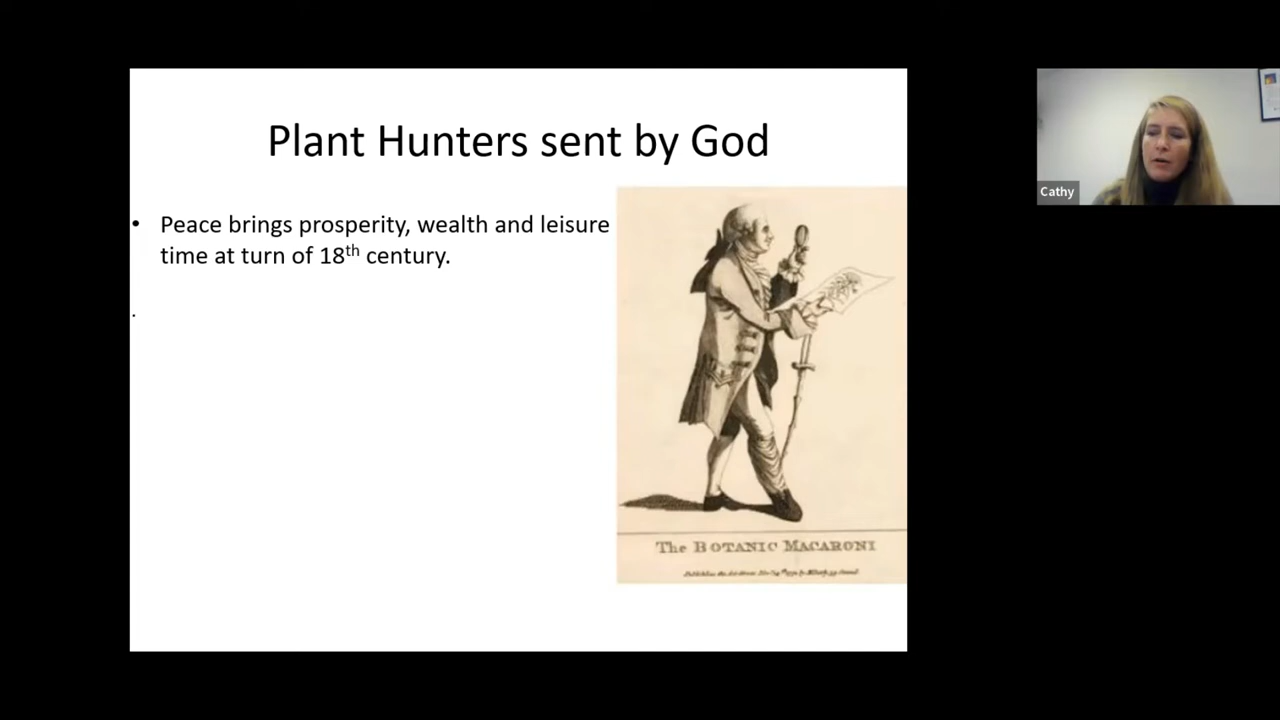 Plant Hunters sent by God
• Peace brings prosperity, wealth and leisure
time at turn of 18th century.
.
The BOTANIC MACARONI
Cathy